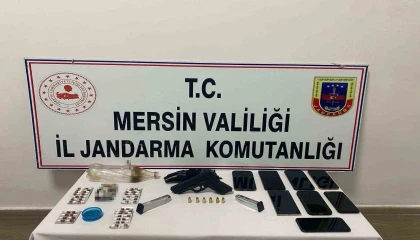 T.C.
MERSİN VALİLİĞİ
İL JANDARMA KOMUTANLIĞI